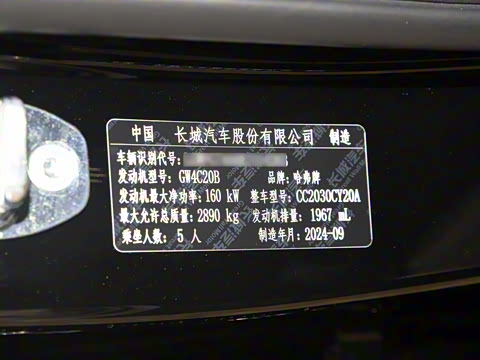 中国 长城汽车股份有限公司 制造
车辆识别代号:
发动机型号: GW4C20B 品牌: 哈弗牌
发动机最大净功率: 160 kW 整车型号: CC2030CY20A
最大允许总质量: 2890 kg 发动机排量: 1967 mL
乘坐人数: 5 人 制造年月: 2024-09